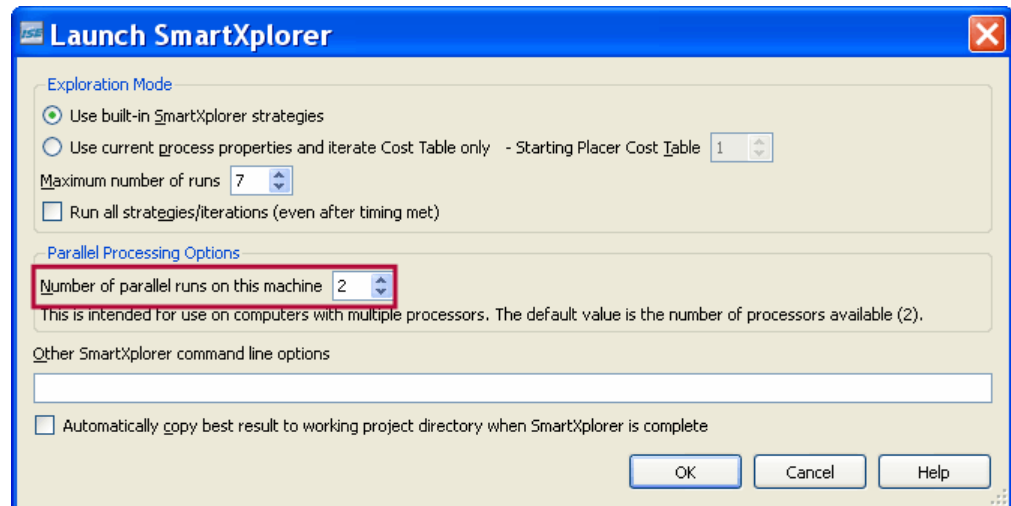 ISE Launch SmartXplorer
Exploration Mode
Use built-in SmartXplorer strategies
Use current process properties and iterate Cost Table only - Starting Placer Cost Table 1
Maximum number of runs 7
Run all strategies/iterations (even after timing met)
Parallel Processing Options
Number of parallel runs on this machine 2
This is intended for use on computers with multiple processors. The default value is the number of processors available (2).
Other SmartXplorer command line options
Automatically copy best result to working project directory when SmartXplorer is complete
OK Cancel Help